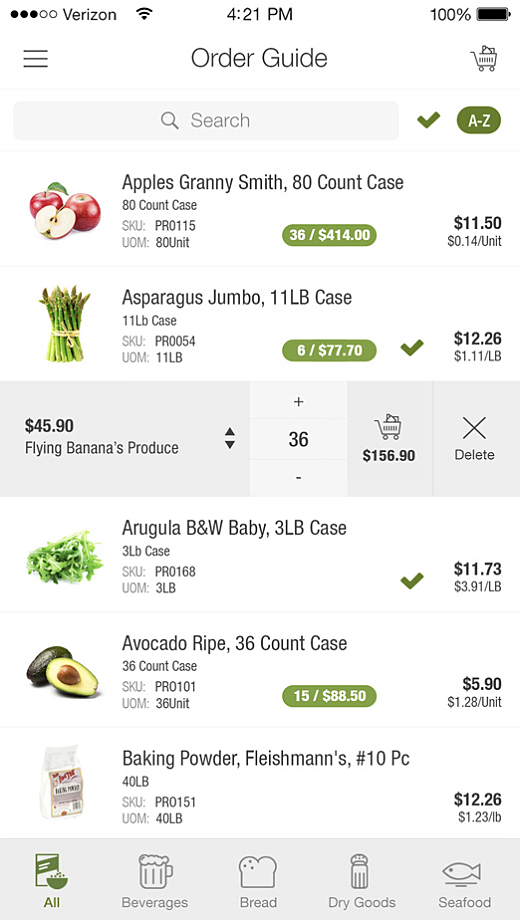 Verizon 4:21 PM 100%
Order Guide
Search A-Z
Apples Granny Smith, 80 Count Case
80 Count Case
SKU: PR0115
UOM: 80Unit
36 / $414.00
$11.50
$0.14/Unit
Asparagus Jumbo, 11LB Case
11Lb Case
SKU: PR0054
UOM: 11LB
6 / $77.70
$12.26
$1.11/LB
$45.90
Flying Banana's Produce
+
36
-
$156.90
Delete
Arugula B&W Baby, 3LB Case
3Lb Case
SKU: PR0168
UOM: 3LB
$11.73
$3.91/LB
Avocado Ripe, 36 Count Case
36 Count Case
SKU: PR0101
UOM: 36Unit
15 / $88.50
$5.90
$1.28/Unit
Baking Powder, Fleishmann's, #10 Pc
40LB
SKU: PR0151
UOM: 40LB
$12.26
$1.23/lb
BAKING POWDER
All Beverages Bread Dry Goods Seafood